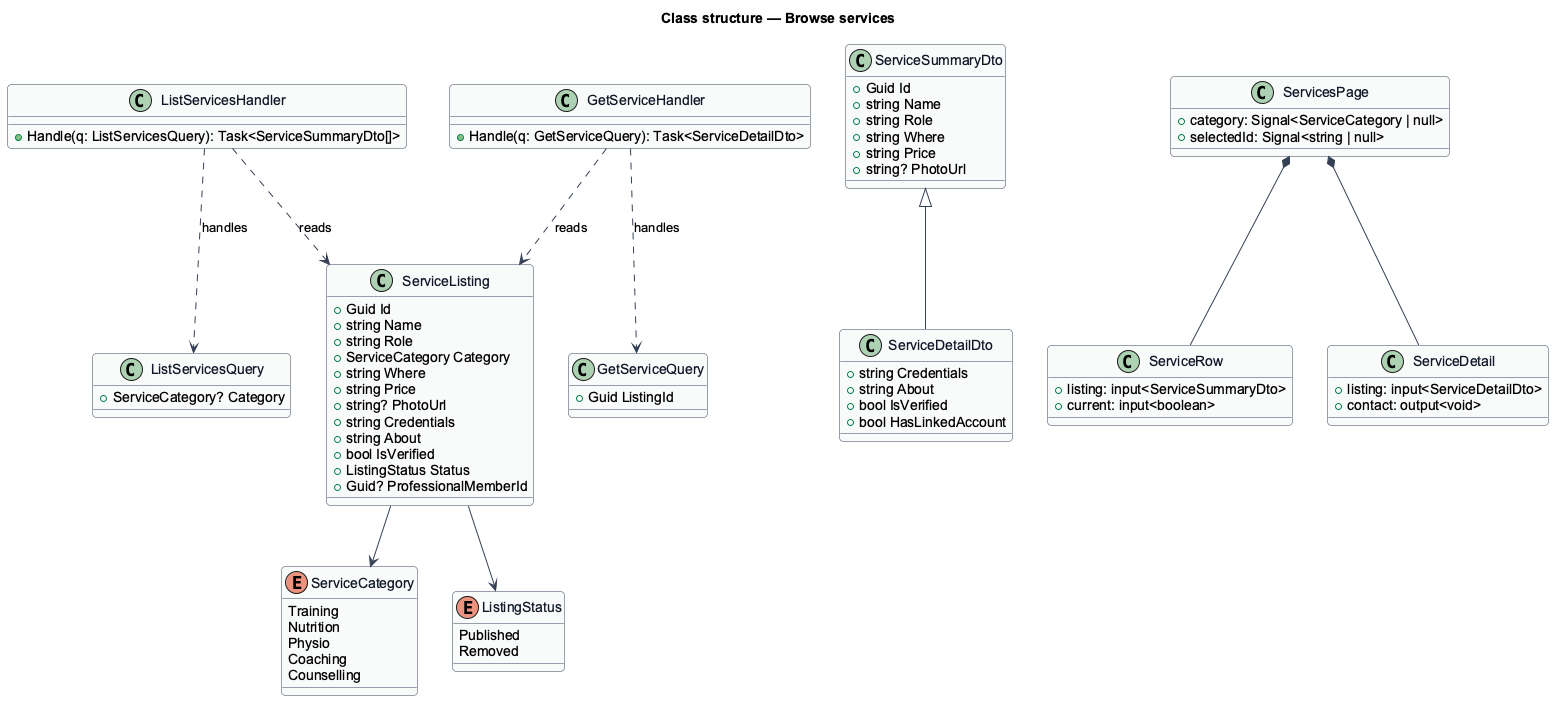 Class structure — Browse services
C ListServicesHandler
Handle(q: ListServicesQuery): Task<ServiceSummaryDto[]>
C GetServiceHandler
Handle(q: GetServiceQuery): Task<ServiceDetailDto>
C ServiceSummaryDto
Guid Id
string Name
string Role
string Where
string Price
string? PhotoUrl
C ServicesPage
category: Signal<ServiceCategory | null>
selectedId: Signal<string | null>
handles
reads
reads
handles
C ServiceListing
Guid Id
string Name
string Role
ServiceCategory Category
string Where
string Price
string? PhotoUrl
string Credentials
string About
bool IsVerified
ListingStatus Status
Guid? ProfessionalMemberId
C ListServicesQuery
ServiceCategory? Category
C GetServiceQuery
Guid ListingId
C ServiceDetailDto
string Credentials
string About
bool IsVerified
bool HasLinkedAccount
C ServiceRow
listing: input<ServiceSummaryDto>
current: input<boolean>
C ServiceDetail
listing: input<ServiceDetailDto>
contact: output<void>
E ServiceCategory
Training
Nutrition
Physio
Coaching
Counselling
E ListingStatus
Published
Removed